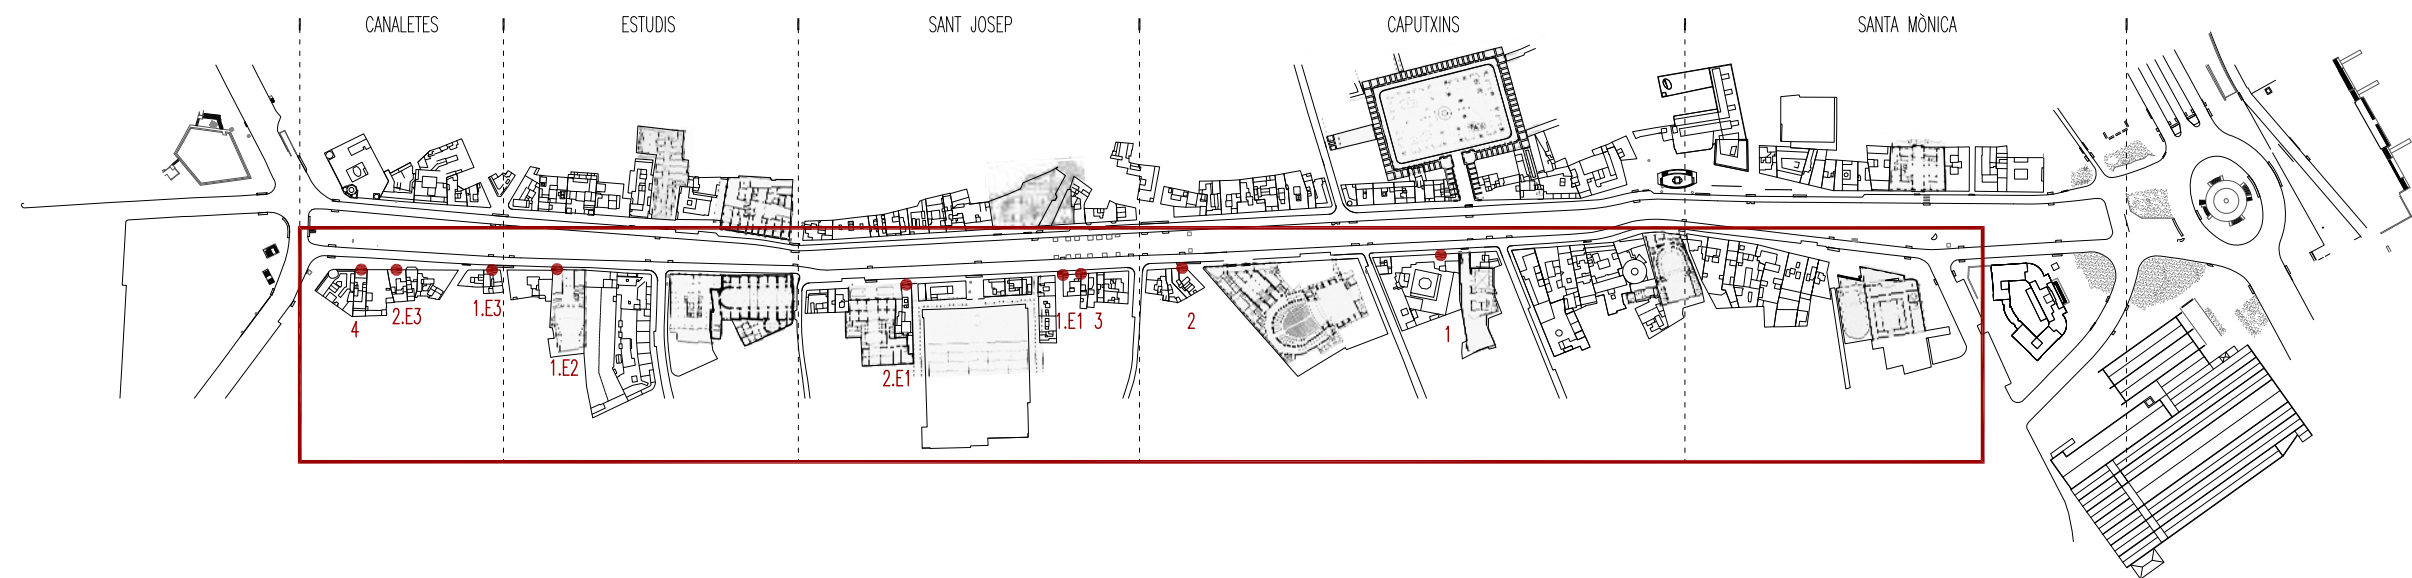 CANALETES
ESTUDIS
SANT JOSEP
CAPUTXINS
SANTA MÒNICA
4
2.E3
1.E3
1.E2
2.E1
1.E1
3
2
1